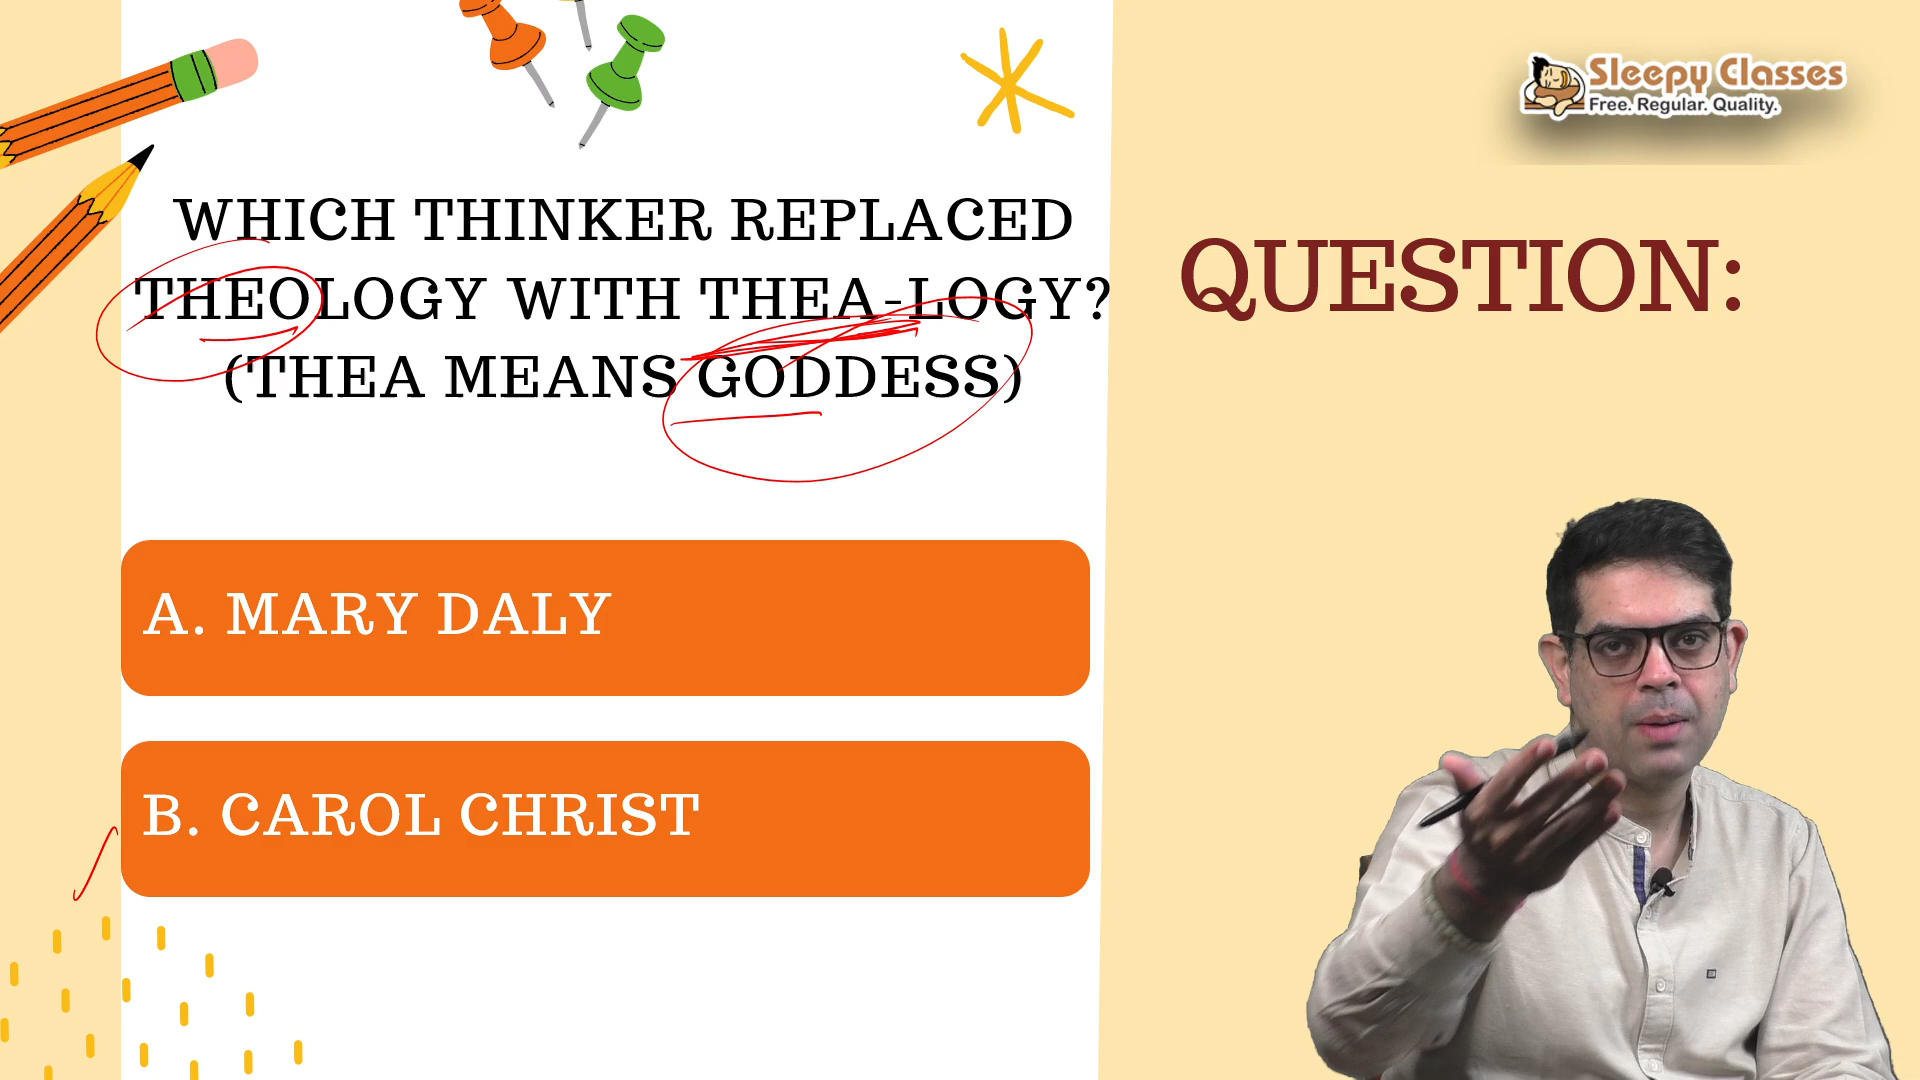 Sleepy Classes
Free. Regular. Quality.
WHICH THINKER REPLACED
THEOLOGY WITH THEA-LOGY?
(THEA MEANS GODDESS)
QUESTION:
A. MARY DALY
B. CAROL CHRIST